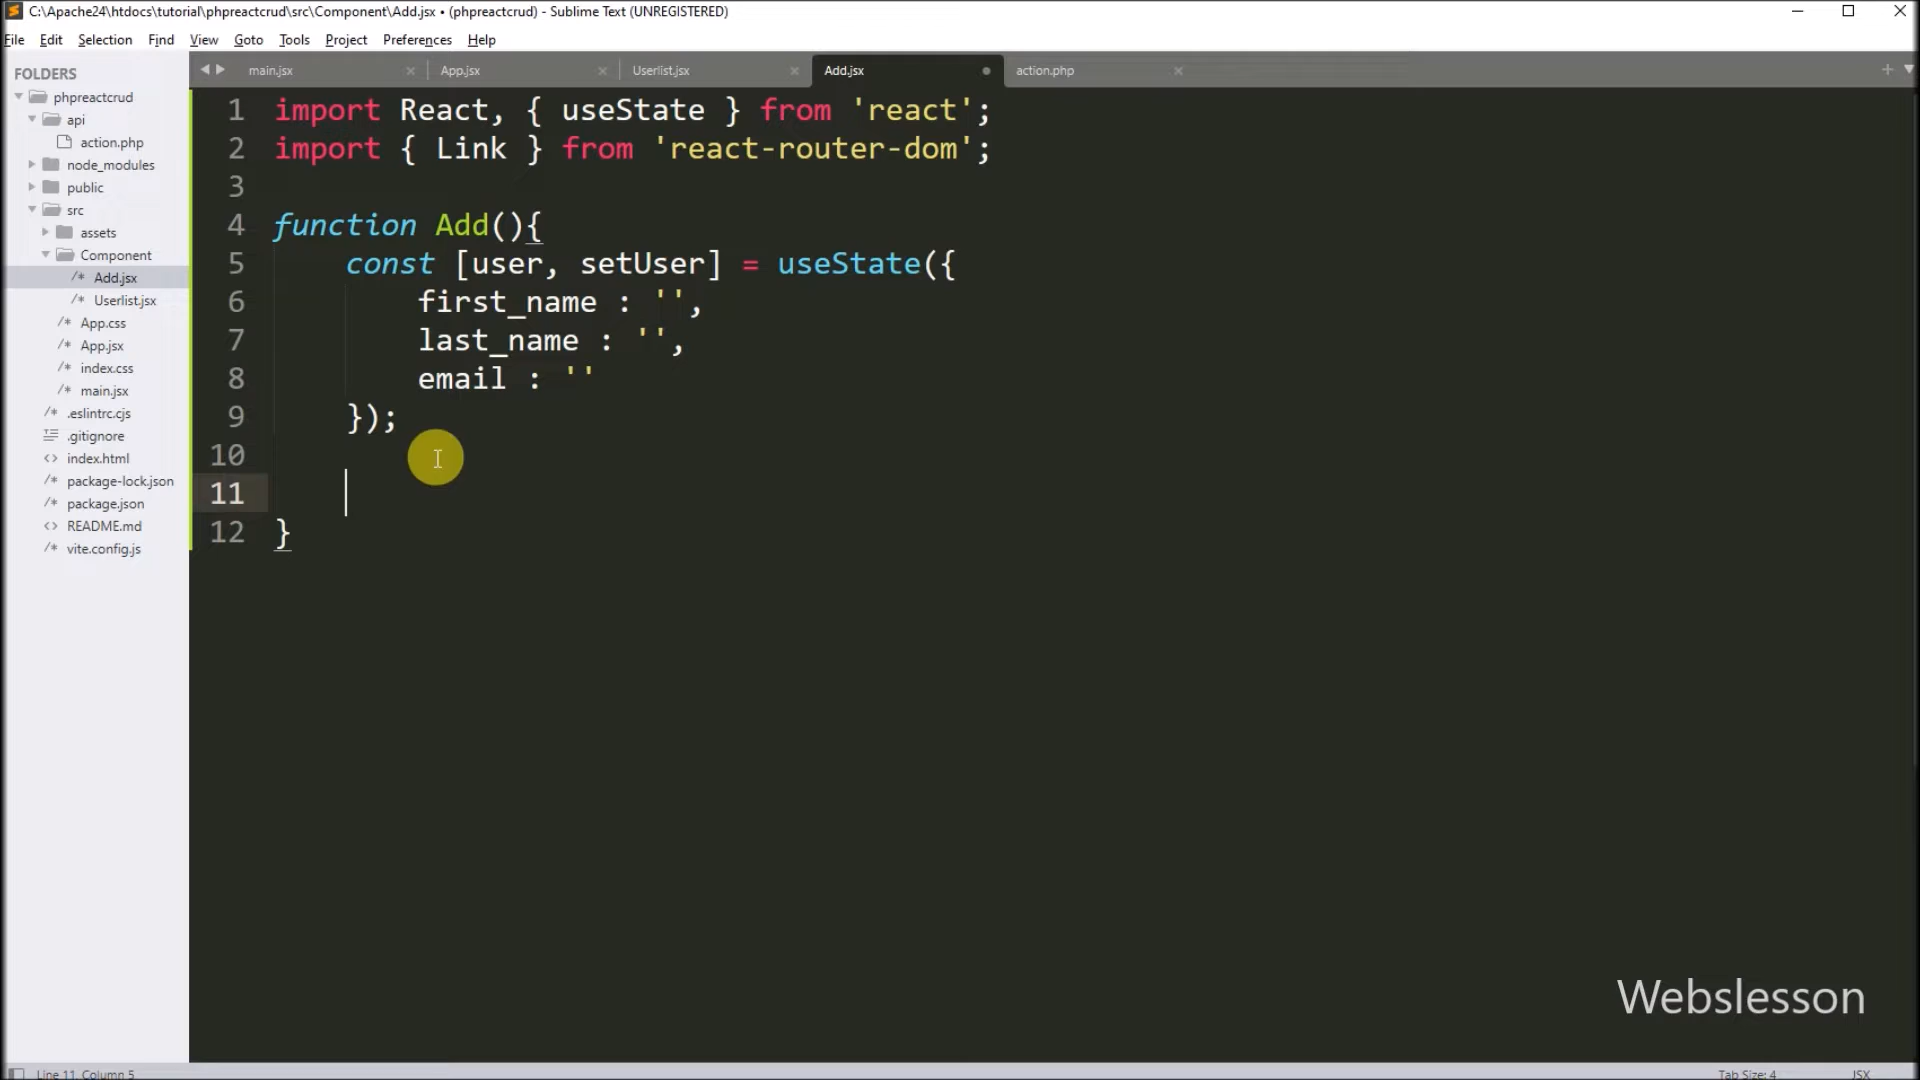 C:\Apache24\htdocs\tutorial\phpreactcrud\src\Component\Add.jsx • (phpreactcrud) - Sublime Text (UNREGISTERED)
File Edit Selection Find View Goto Tools Project Preferences Help
FOLDERS
phpreactcrud
api
action.php
node_modules
public
src
assets
Component
/* Add.jsx
/* Userlist.jsx
/* App.css
/* App.jsx
/* index.css
/* main.jsx
/* .eslintrc.cjs
.gitignore
<> index.html
/* package-lock.json
/* package.json
<> README.md
/* vite.config.js
main.jsx App.jsx Userlist.jsx Add.jsx action.php
1 import React, { useState } from 'react';
2 import { Link } from 'react-router-dom';
3
4 function Add(){
5 const [user, setUser] = useState({
6 first_name : '',
7 last_name : '',
8 email : ''
9 });
10
11
12 }
Webslesson
Line 11, Column 5 Tab Size: 4 JSX